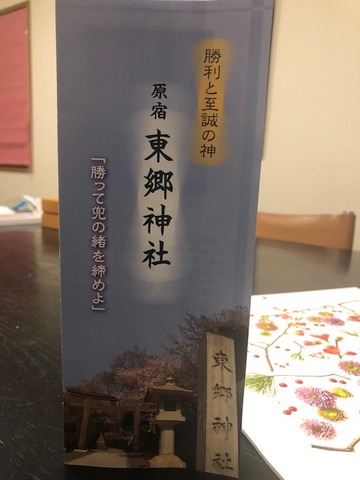 勝利と至誠の神
原宿
東郷神社
「勝って兜の緒を締めよ」
東郷神社